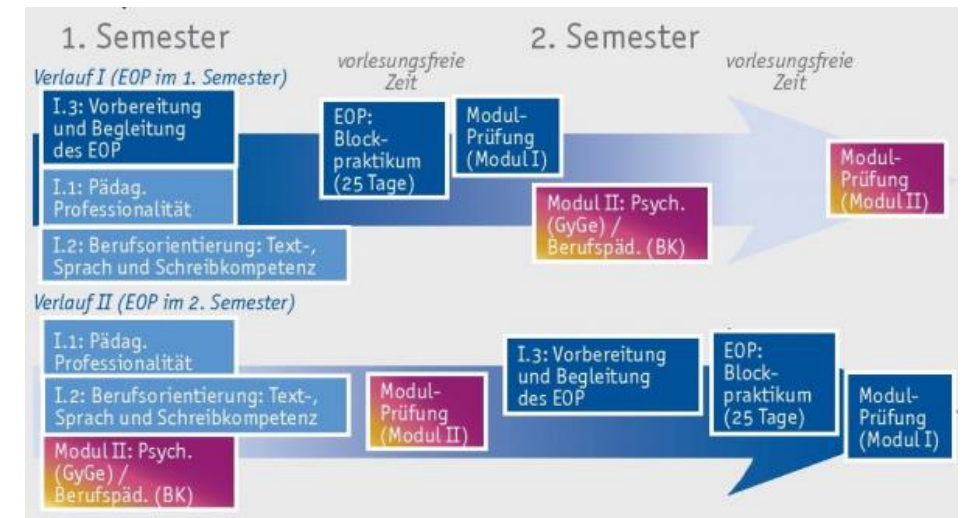 1. Semester
2. Semester
vorlesungsfreie
Zeit
vorlesungsfreie
Zeit
Verlauf I (EOP im 1. Semester)
I.3: Vorbereitung
und Begleitung
des EOP
I.1: Pädag.
Professionalität
I.2: Berufsorientierung: Text-,
Sprach und Schreibkompetenz
EOP:
Block-
praktikum
(25 Tage)
Modul-
Prüfung
(Modul I)
Modul II: Psych.
(GyGe) /
Berufspäd. (BK)
Modul-
Prüfung
(Modul II)
Verlauf II (EOP im 2. Semester)
I.1: Pädag.
Professionalität
I.2: Berufsorientierung: Text-,
Sprach und Schreibkompetenz
Modul II: Psych.
(GyGe) /
Berufspäd. (BK)
Modul-
Prüfung
(Modul II)
I.3: Vorbereitung
und Begleitung
des EOP
EOP:
Block-
praktikum
(25 Tage)
Modul-
Prüfung
(Modul I)